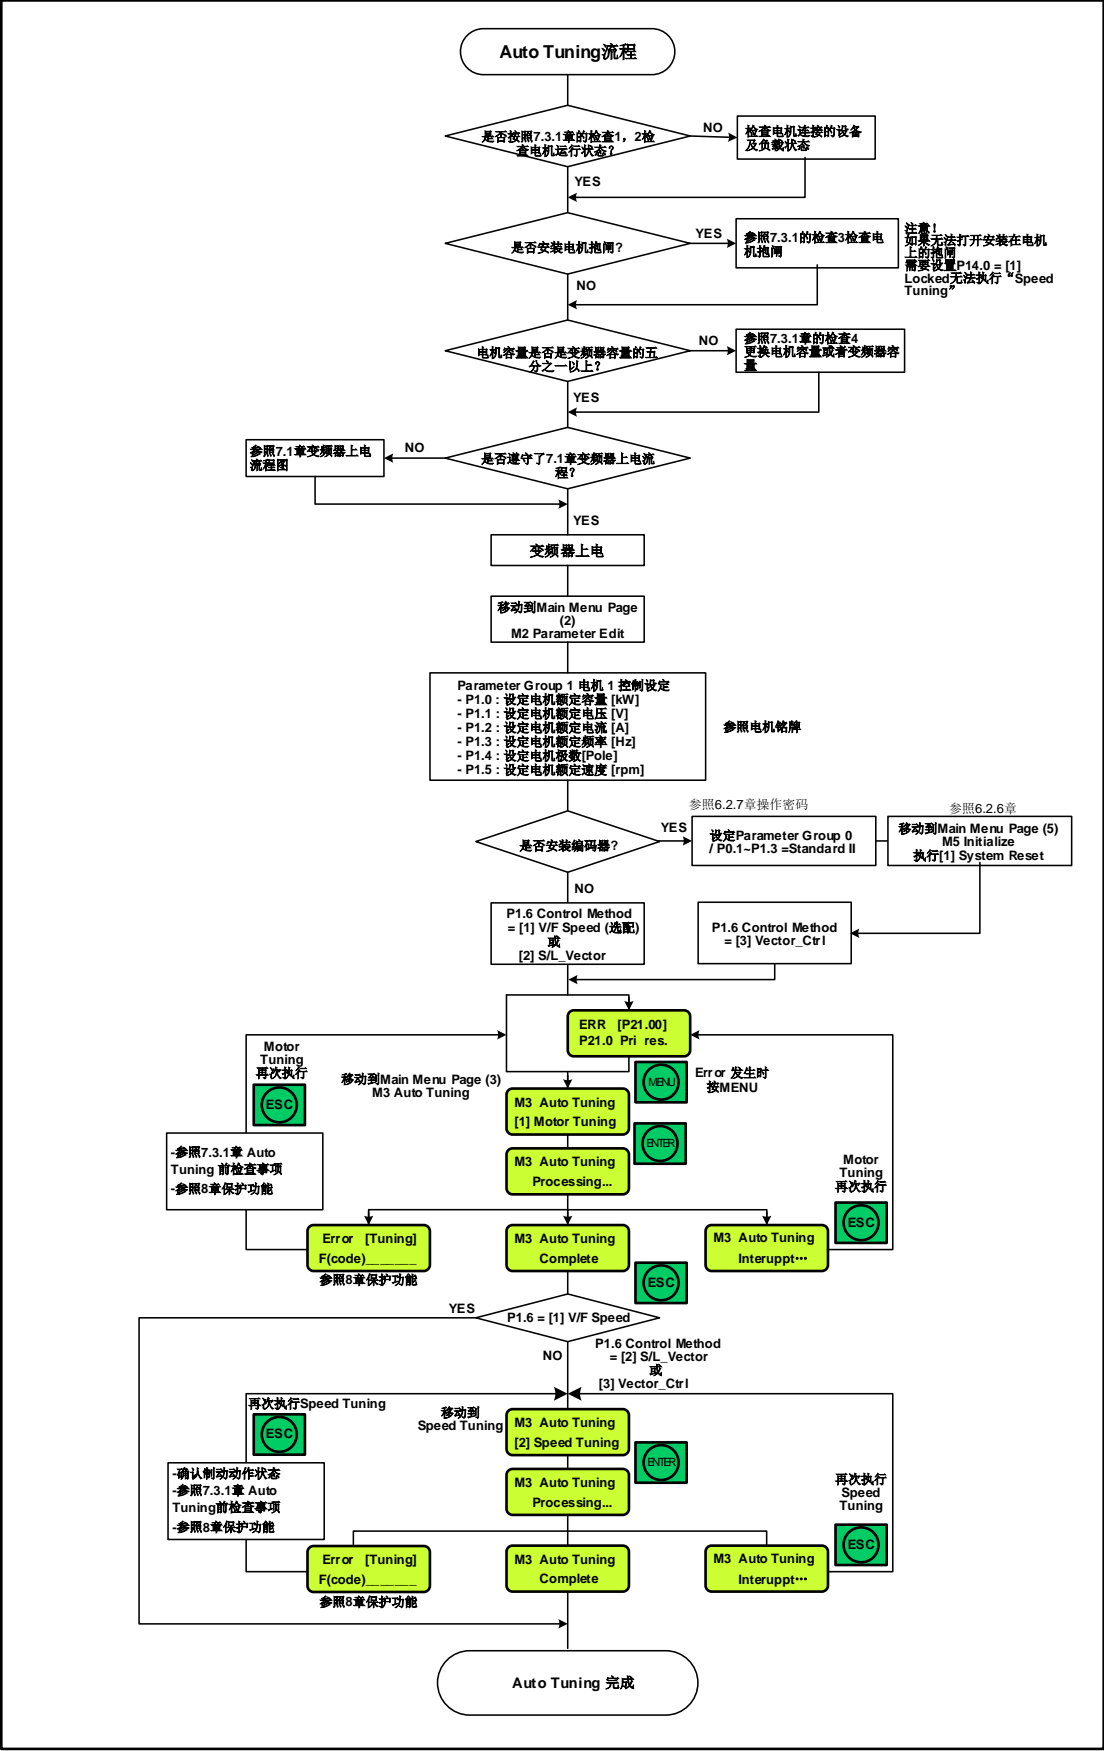 Auto Tuning流程
是否按照7.3.1章的检查1，2检
查电机运行状态?
NO
检查电机连接的设备
及负载状态
YES
是否安装电机抱闸?
YES
参照7.3.1的检查3检查电
机抱闸
注意!
如果无法打开安装在电机
上的抱闸
需要设置P14.0 = [1]
Locked无法执行“Speed
Tuning”
NO
电机容量是否是变频器容量的五
分之一以上?
NO
参照7.3.1章的检查4
更换电机容量或者变频器容
量
YES
是否遵守了7.1章变频器上电流
程?
NO
参照7.1章变频器上电
流程图
YES
变频器上电
移动到Main Menu Page
(2)
M2 Parameter Edit
Parameter Group 1 电机 1 控制设定
- P1.0 : 设定电机额定容量 [kW]
- P1.1 : 设定电机额定电压 [V]
- P1.2 : 设定电机额定电流 [A]
- P1.3 : 设定电机额定频率 [Hz]
- P1.4 : 设定电机极数[Pole]
- P1.5 : 设定电机额定速度 [rpm]
参照电机铭牌
是否安装编码器?
YES
参照6.2.7章操作密码
设定Parameter Group 0
/ P0.1~P1.3 =Standard II
参照6.2.6章
移动到Main Menu Page (5)
M5 Initialize
执行[1] System Reset
NO
P1.6 Control Method
= [1] V/F Speed (选配)
或
[2] S/L_Vector
P1.6 Control Method
= [3] Vector_Ctrl
ERR [P21.00]
P21.0 Pri res.
Motor
Tuning
再次执行
ESC
移动到Main Menu Page (3)
M3 Auto Tuning
MENU
Error 发生时
按MENU
M3 Auto Tuning
[1] Motor Tuning
ENTER
-参照7.3.1章 Auto
Tuning 前检查事项
-参照8章保护功能
M3 Auto Tuning
Processing...
Motor
Tuning
再次执行
ESC
Error [Tuning]
F(code)_______
参照8章保护功能
M3 Auto Tuning
Complete
M3 Auto Tuning
Interuppt···
ESC
YES
P1.6 = [1] V/F Speed
NO
P1.6 Control Method
= [2] S/L_Vector
或
[3] Vector_Ctrl
再次执行Speed Tuning
ESC
移动到
Speed Tuning
M3 Auto Tuning
[2] Speed Tuning
ENTER
-确认制动动作状态
-参照7.3.1章 Auto
Tuning前检查事项
-参照8章保护功能
M3 Auto Tuning
Processing...
再次执行
Speed
Tuning
ESC
Error [Tuning]
F(code)_______
参照8章保护功能
M3 Auto Tuning
Complete
M3 Auto Tuning
Interuppt···
Auto Tuning 完成